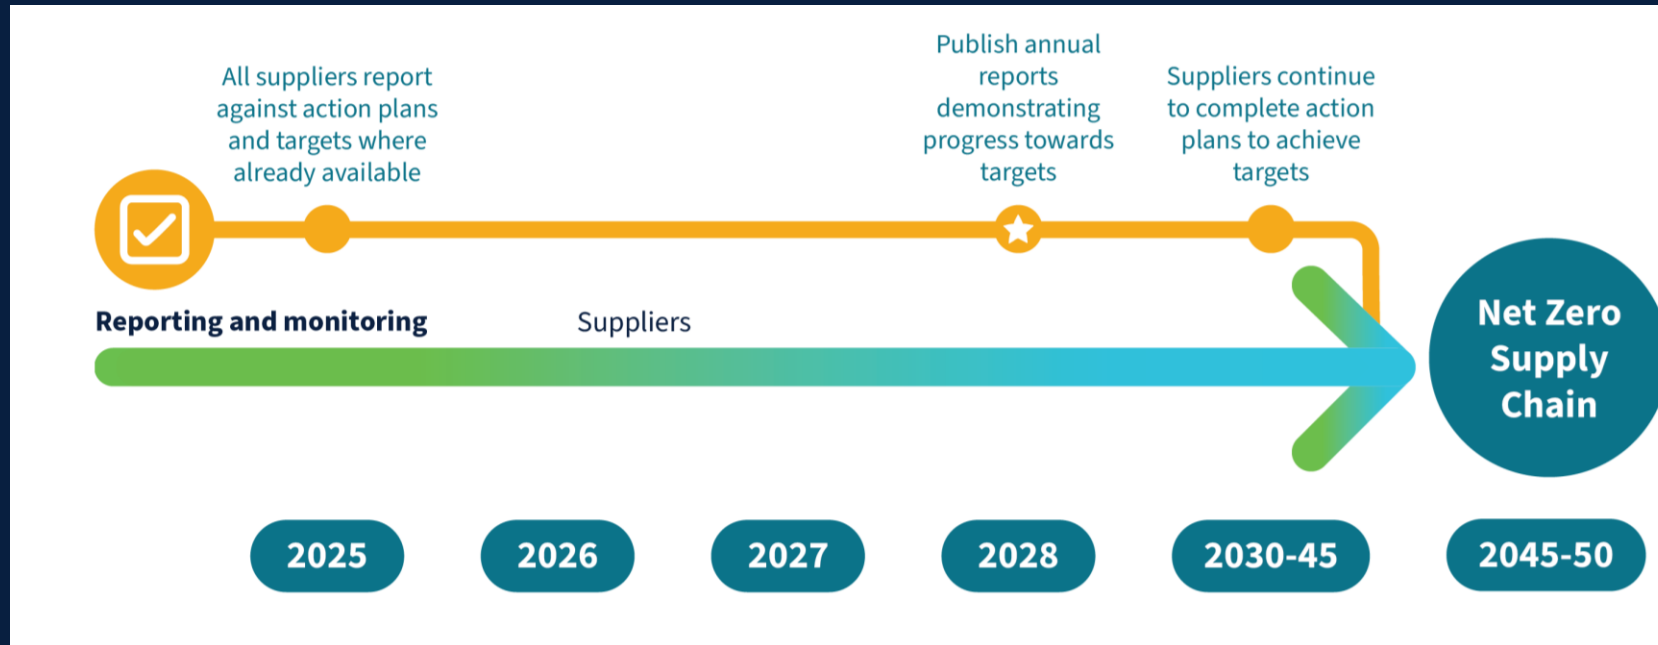 All suppliers report
against action plans
and targets where
already available
Publish annual
reports
demonstrating
progress towards
targets
Suppliers continue
to complete action
plans to achieve
targets
Reporting and monitoring
Suppliers
Net Zero
Supply
Chain
2025
2026
2027
2028
2030-45
2045-50